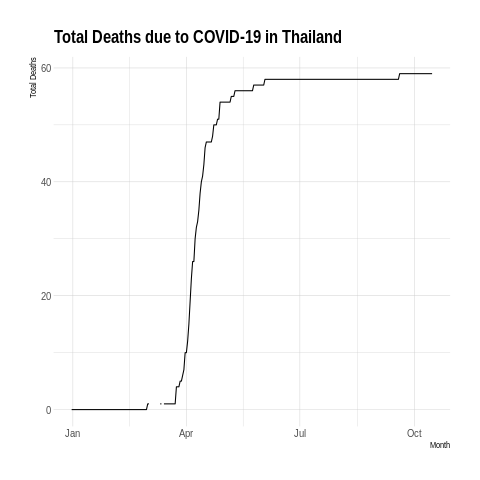 Total Deaths due to COVID-19 in Thailand
Total Deaths
60
40
20
0
Jan Apr Jul Oct
Month